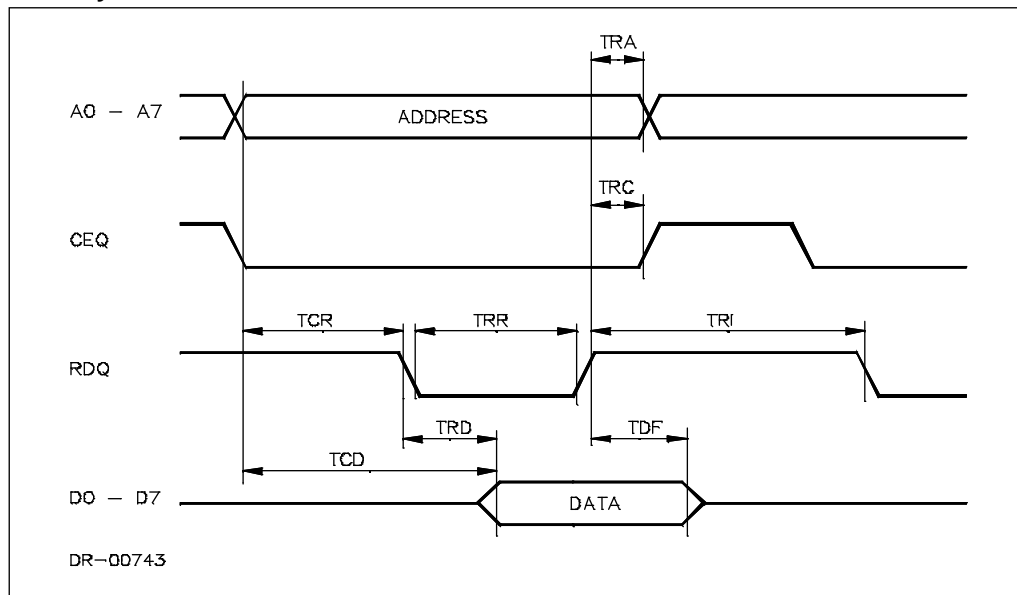 TRA
A0 – A7
ADDRESS
TRC
CEQ
TCR
TRR
TRI
RDQ
TRD
TDF
TCD
D0 – D7
DATA
DR–00743